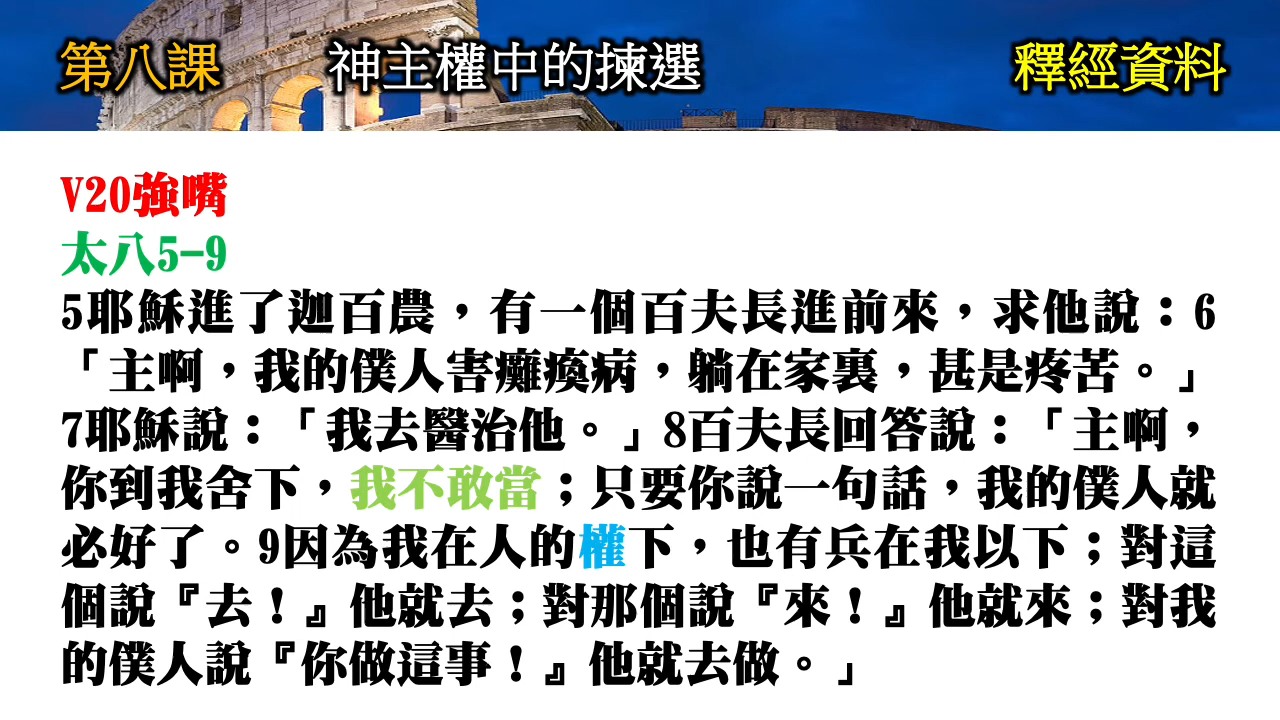 第八課 神主權中的揀選 釋經資料
V20強嘴
太八5-9
5耶穌進了迦百農，有一個百夫長進前來，求他說：6
「主啊，我的僕人害癱瘓病，躺在家裏，甚是疼苦。」
7耶穌說：「我去醫治他。」8百夫長回答說：「主啊，
你到我舍下，我不敢當；只要你說一句話，我的僕人就
必好了。9因為我在人的權下，也有兵在我以下；對這
個說『去！』他就去；對那個說『來！』他就來；對我
的僕人說『你做這事！』他就去做。」